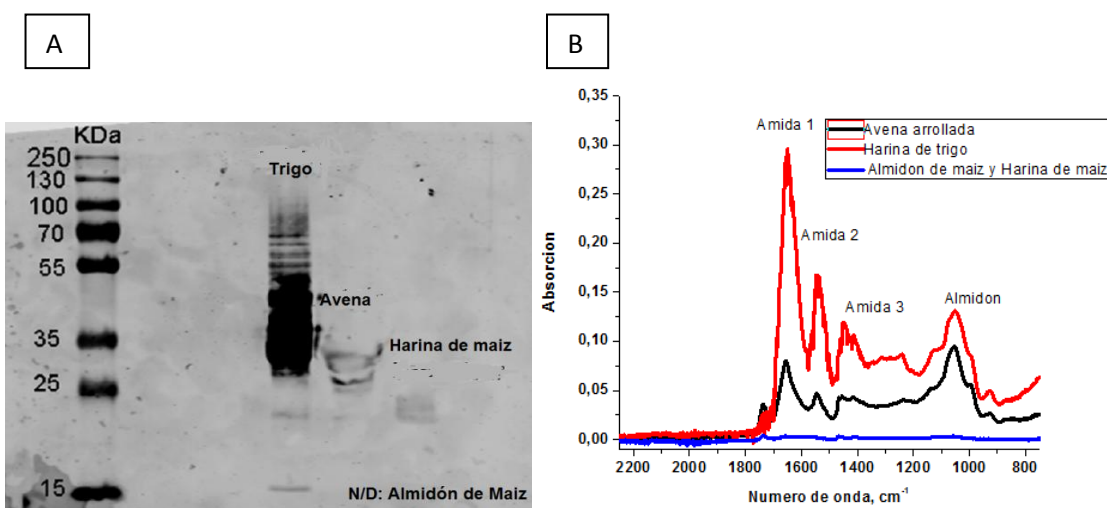 A
KDa
250
130
100
70
55
35
25
15
Trigo
Avena
Harina de maiz
N/D: Almidón de Maiz
B
0,35
0,30
0,25
0,20
0,15
0,10
0,05
0,00
Absorcion
Amida 1
Amida 2
Amida 3
Almidon
Avena arrollada
Harina de trigo
Almidon de maiz y Harina de maiz
2200 2000 1800 1600 1400 1200 1000 800
Numero de onda, cm⁻¹